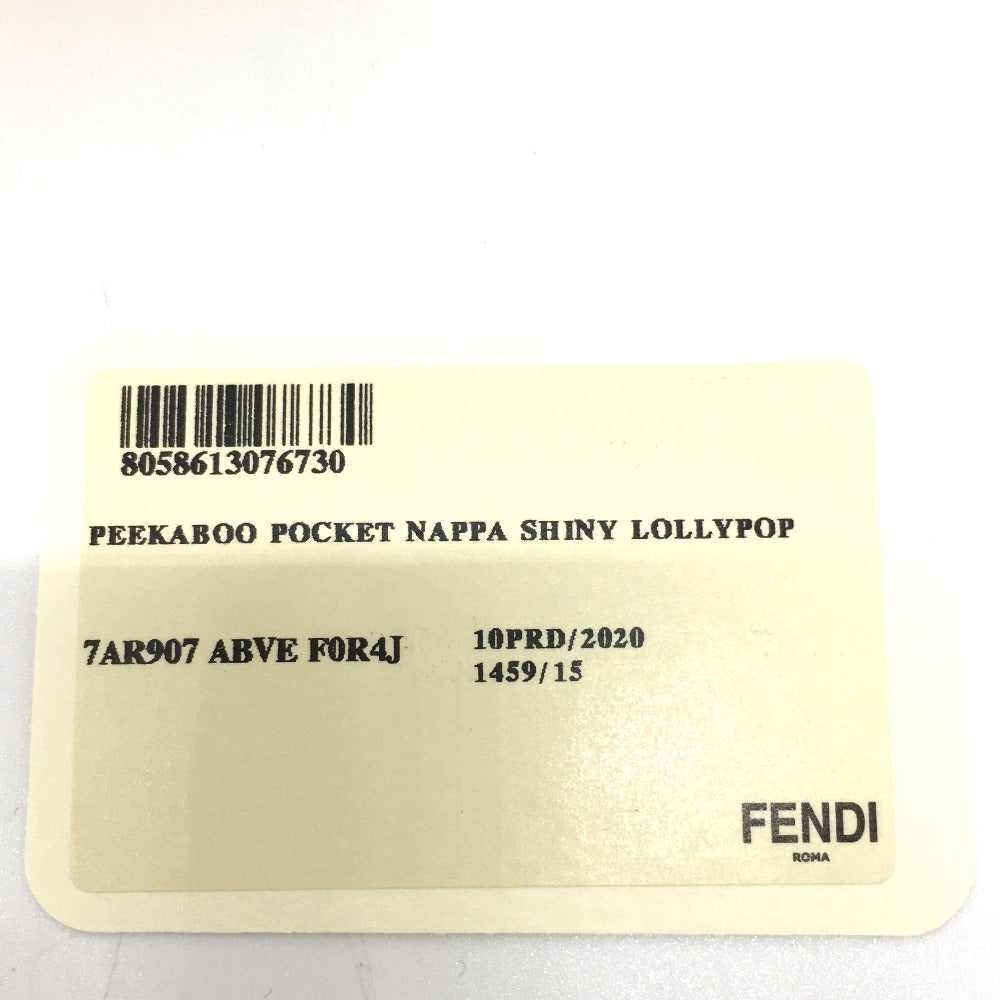 8058613076730
PEEKABOO POCKET NAPPA SHINY LOLLYPOP
7AR907 ABVE F0R4J
10PRD/2020
1459/15
FENDI
ROMA